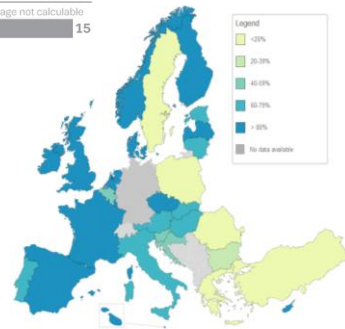 age not calculable
15
Legend
<20%
20-39%
40-59%
60-79%
> 80%
No data available